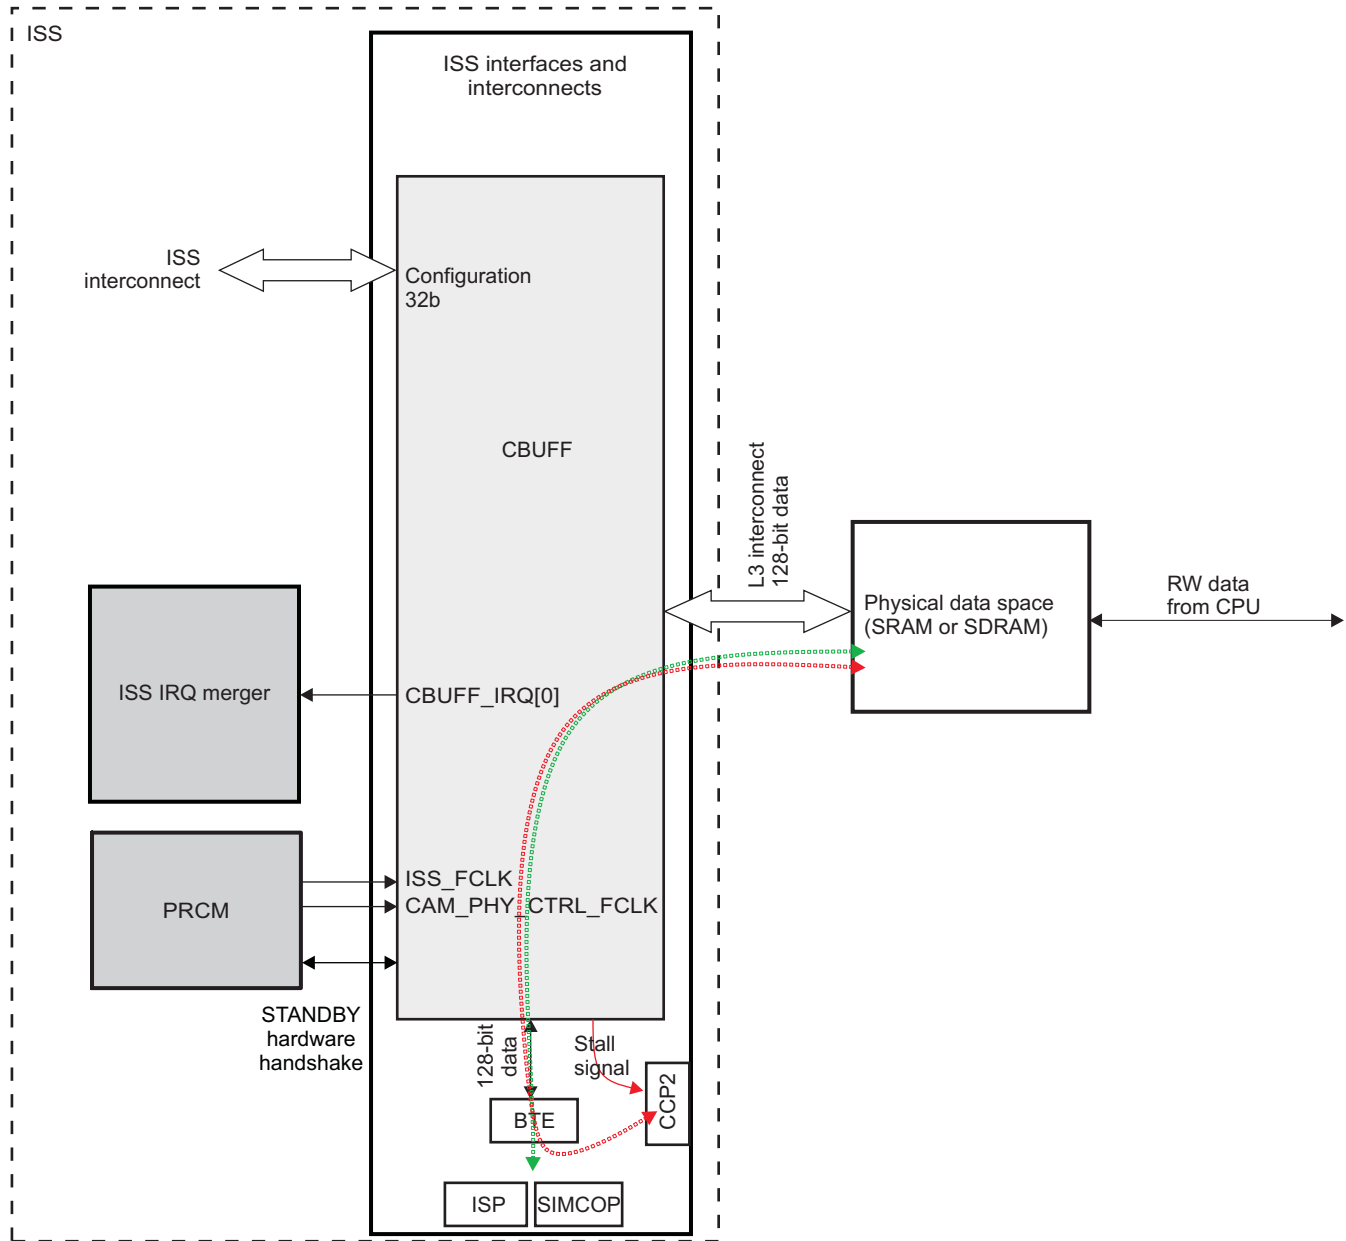 ISS
ISS interfaces and
interconnects
ISS
interconnect
Configuration
32b
CBUFF
L3 interconnect
128-bit data
Physical data space
(SRAM or SDRAM)
RW data
from CPU
ISS IRQ merger
CBUFF_IRQ[0]
PRCM
ISS_FCLK
CAM_PHY_CTRL_FCLK
STANDBY
hardware
handshake
128-bit
data
Stall
signal
CCP2
BTE
ISP
SIMCOP